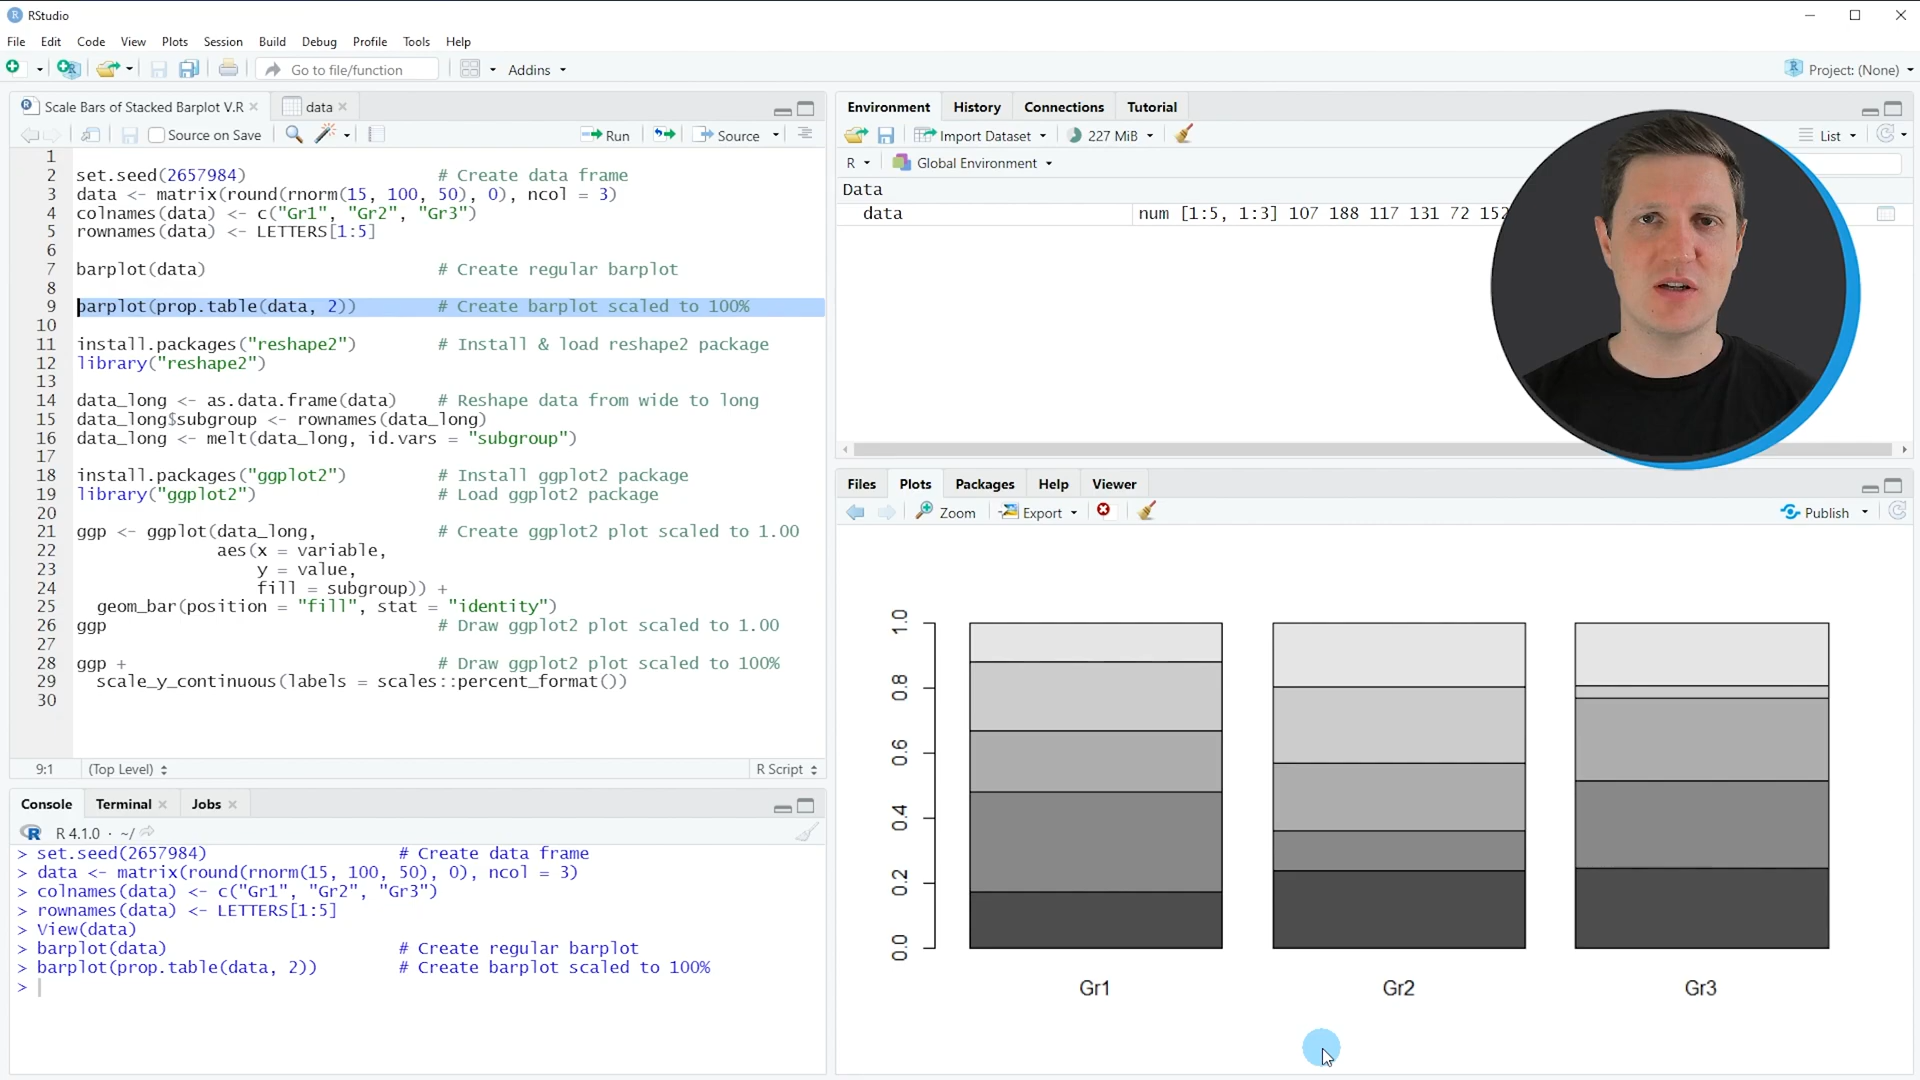 RStudio
File Edit Code View Plots Session Build Debug Profile Tools Help
Go to file/function Addins Project: (None)
Scale Bars of Stacked Barplot V.R data
Source on Save Run Source
1
2 set.seed(2657984) # Create data frame
3 data <- matrix(round(rnorm(15, 100, 50), 0), ncol = 3)
4 colnames(data) <- c("Gr1", "Gr2", "Gr3")
5 rownames(data) <- LETTERS[1:5]
6
7 barplot(data) # Create regular barplot
8
9 barplot(prop.table(data, 2)) # Create barplot scaled to 100%
10
11 install.packages("reshape2") # Install & load reshape2 package
12 library("reshape2")
13
14 data_long <- as.data.frame(data) # Reshape data from wide to long
15 data_long$subgroup <- rownames(data_long)
16 data_long <- melt(data_long, id.vars = "subgroup")
17
18 install.packages("ggplot2") # Install ggplot2 package
19 library("ggplot2") # Load ggplot2 package
20
21 ggp <- ggplot(data_long, # Create ggplot2 plot scaled to 1.00
22 aes(x = variable,
23 y = value,
24 fill = subgroup)) +
25 geom_bar(position = "fill", stat = "identity")
26 ggp # Draw ggplot2 plot scaled to 1.00
27
28 ggp + # Draw ggplot2 plot scaled to 100%
29 scale_y_continuous(labels = scales::percent_format())
30
9:1 (Top Level) R Script
Console Terminal Jobs
R 4.1.0 · ~/
> set.seed(2657984) # Create data frame
> data <- matrix(round(rnorm(15, 100, 50), 0), ncol = 3)
> colnames(data) <- c("Gr1", "Gr2", "Gr3")
> rownames(data) <- LETTERS[1:5]
> View(data)
> barplot(data) # Create regular barplot
> barplot(prop.table(data, 2)) # Create barplot scaled to 100%
>
Environment History Connections Tutorial
Import Dataset 227 MiB List
R Global Environment
Data
data num [1:5, 1:3] 107 188 117 131 72 152
Files Plots Packages Help Viewer
Zoom Export Publish
1.0
0.8
0.6
0.4
0.2
0.0
Gr1 Gr2 Gr3